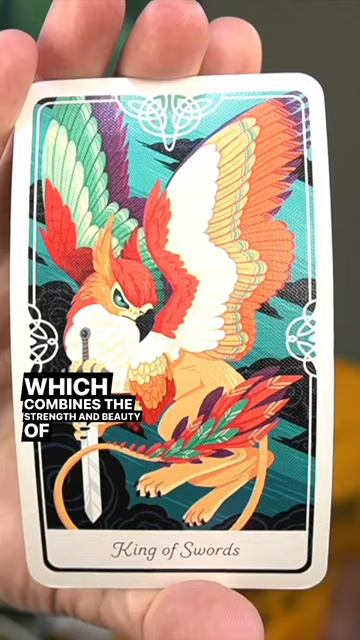 WHICH
COMBINES THE
STRENGTH AND BEAUTY
OF
King of Swords